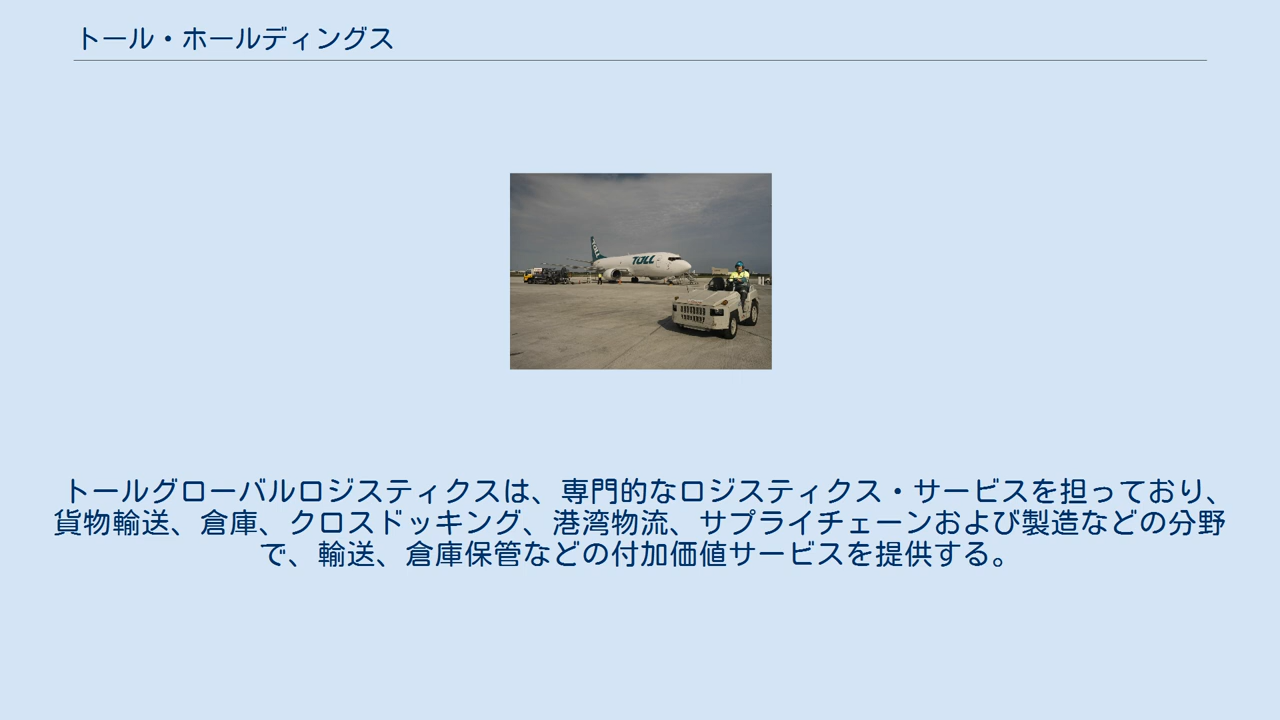 トール・ホールディングス
TOLL
トールグローバルロジスティクスは、専門的なロジスティクス・サービスを担っており、
貨物輸送、倉庫、クロスドッキング、港湾物流、サプライチェーンおよび製造などの分野
で、輸送、倉庫保管などの付加価値サービスを提供する。